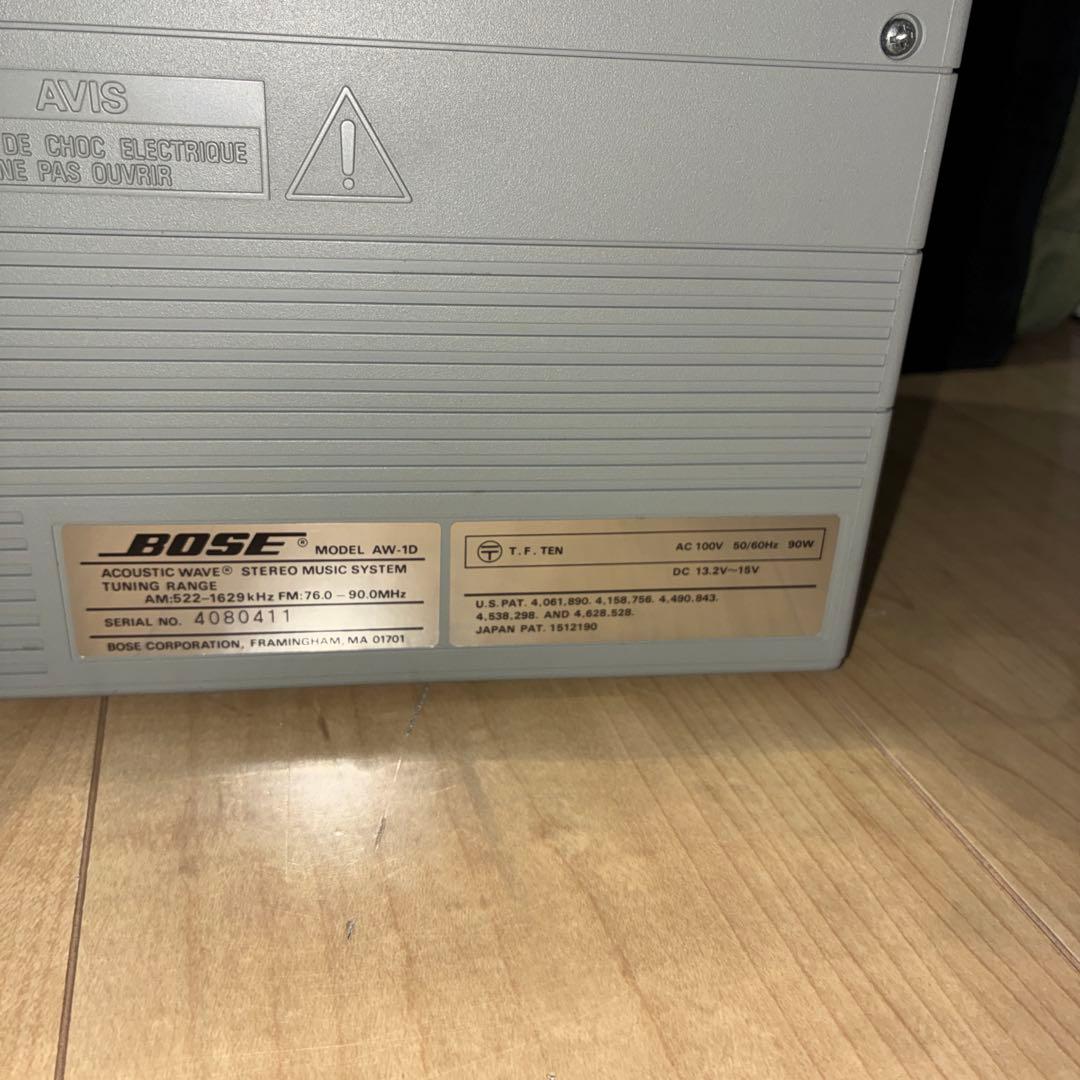 AVIS
DE CHOC ELECTRIQUE
NE PAS OUVRIR
BOSE® MODEL AW-1D
ACOUSTIC WAVE® STEREO MUSIC SYSTEM
TUNING RANGE
AM:522-1629kHz FM:76.0 - 90.0MHz
SERIAL NO. 4080411
BOSE CORPORATION, FRAMINGHAM, MA 01701
T. F. TEN AC 100V 50/60Hz 90W
DC 13.2V~15V
U.S. PAT. 4,061,890. 4,158,756. 4,490,843.
4,538,298. AND 4,628,528.
JAPAN PAT. 1512190